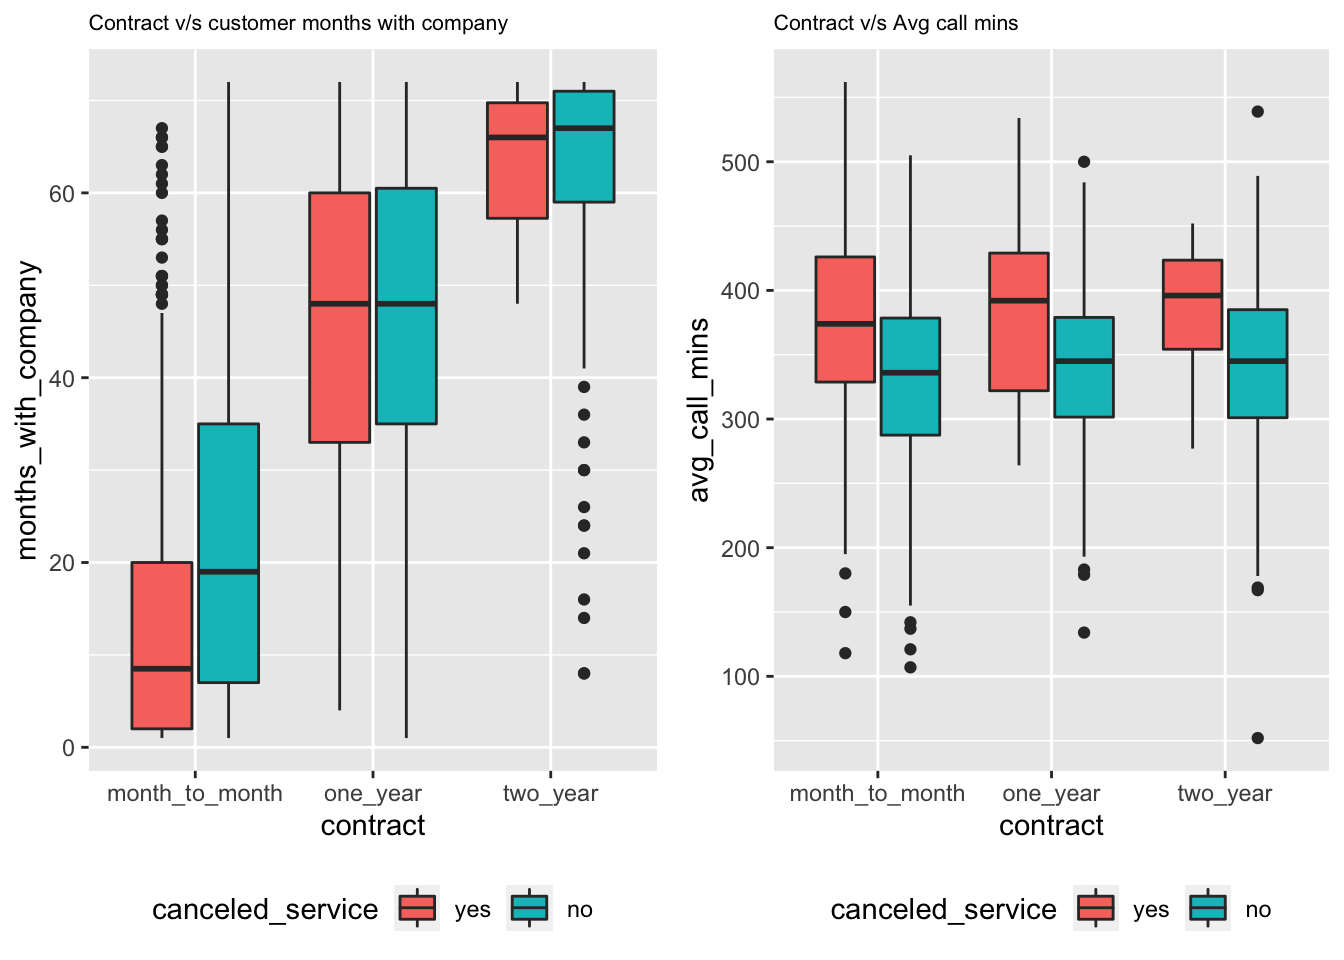 Contract v/s customer months with company
months_with_company
60
40
20
0
month_to_month one_year two_year
contract
canceled_service yes no
Contract v/s Avg call mins
avg_call_mins
500
400
300
200
100
month_to_month one_year two_year
contract
canceled_service yes no